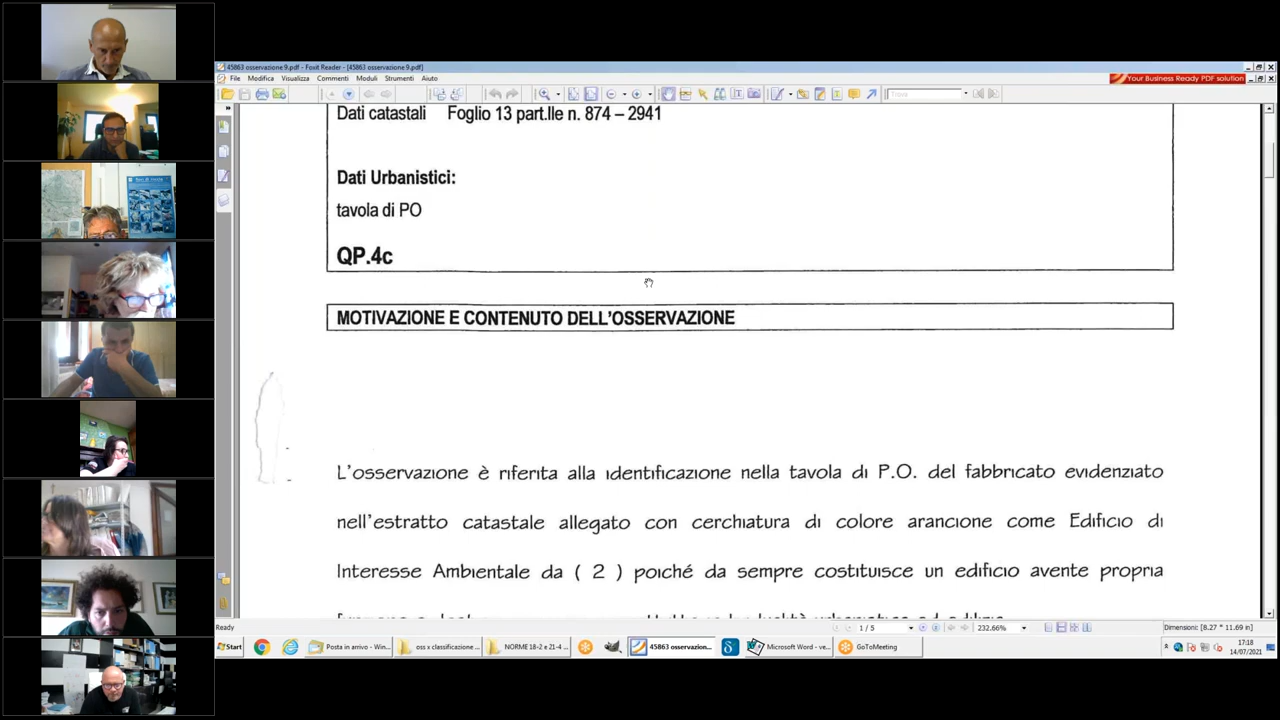 45863 osservazione 9.pdf - Foxit Reader - [45863 osservazione 9.pdf]
File Modifica Visualizza Commenti Moduli Strumenti Aiuto
Your Business Ready PDF software
Trova
Dati catastali Foglio 13 part.lle n. 874 – 2941
Dati Urbanistici:
tavola di PO
QP.4c
MOTIVAZIONE E CONTENUTO DELL'OSSERVAZIONE
L'osservazione è riferita alla identificazione nella tavola di P.O. del fabbricato evidenziato
nell'estratto catastale allegato con cerchiatura di colore arancione come Edificio di
Interesse Ambientale da ( 2 ) poiché da sempre costituisce un edificio avente propria
Ready
1 / 5
232.66%
Dimensioni: [8.27 * 11.69 in]
Start
Posta in arrivo - Win...
oss x classificazione ...
NORME 18-2 e 21-4 ...
45863 osservazion...
Microsoft Word - ve...
GoToMeeting
17:18
14/07/2021